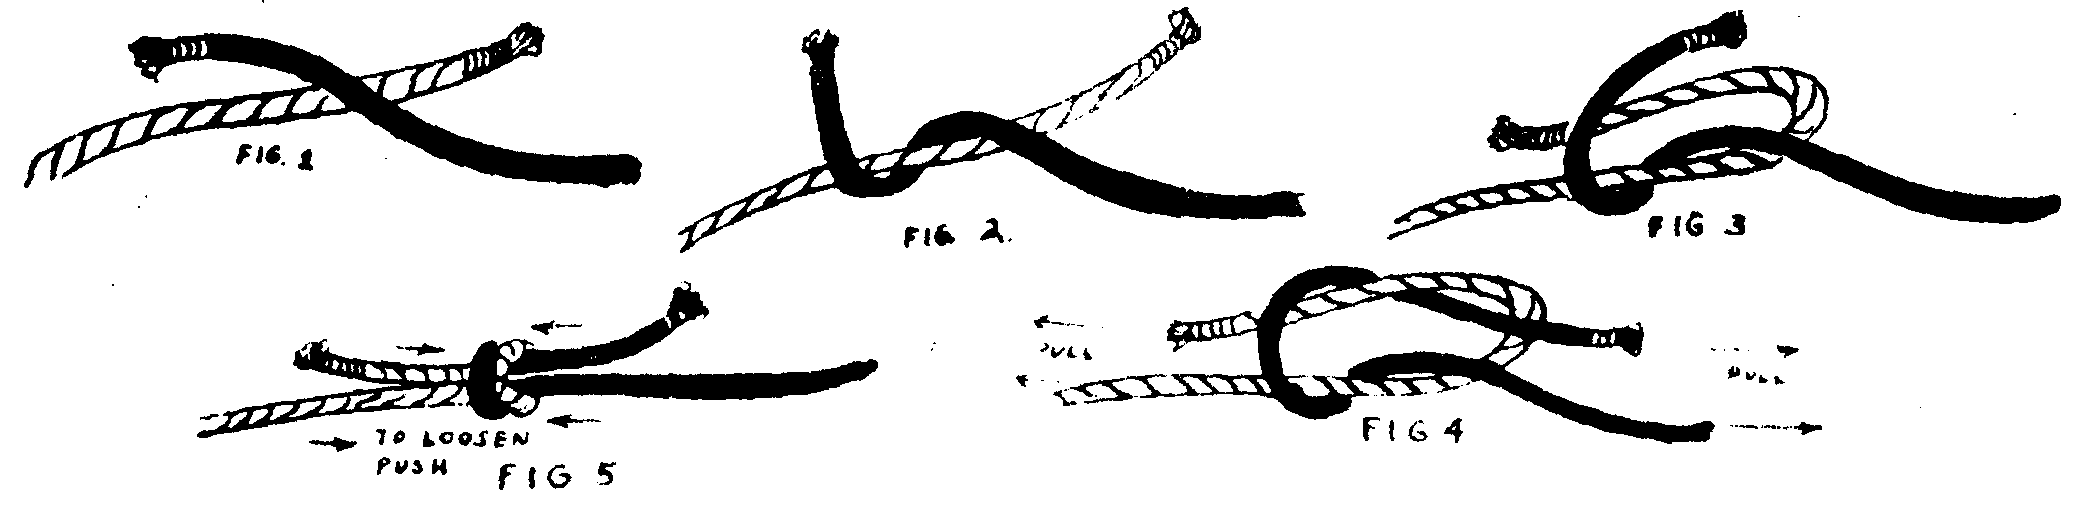 FIG. 1
FIG 2.
FIG 3
PULL
PULL
FIG 4
TO LOOSEN
PUSH
FIG 5